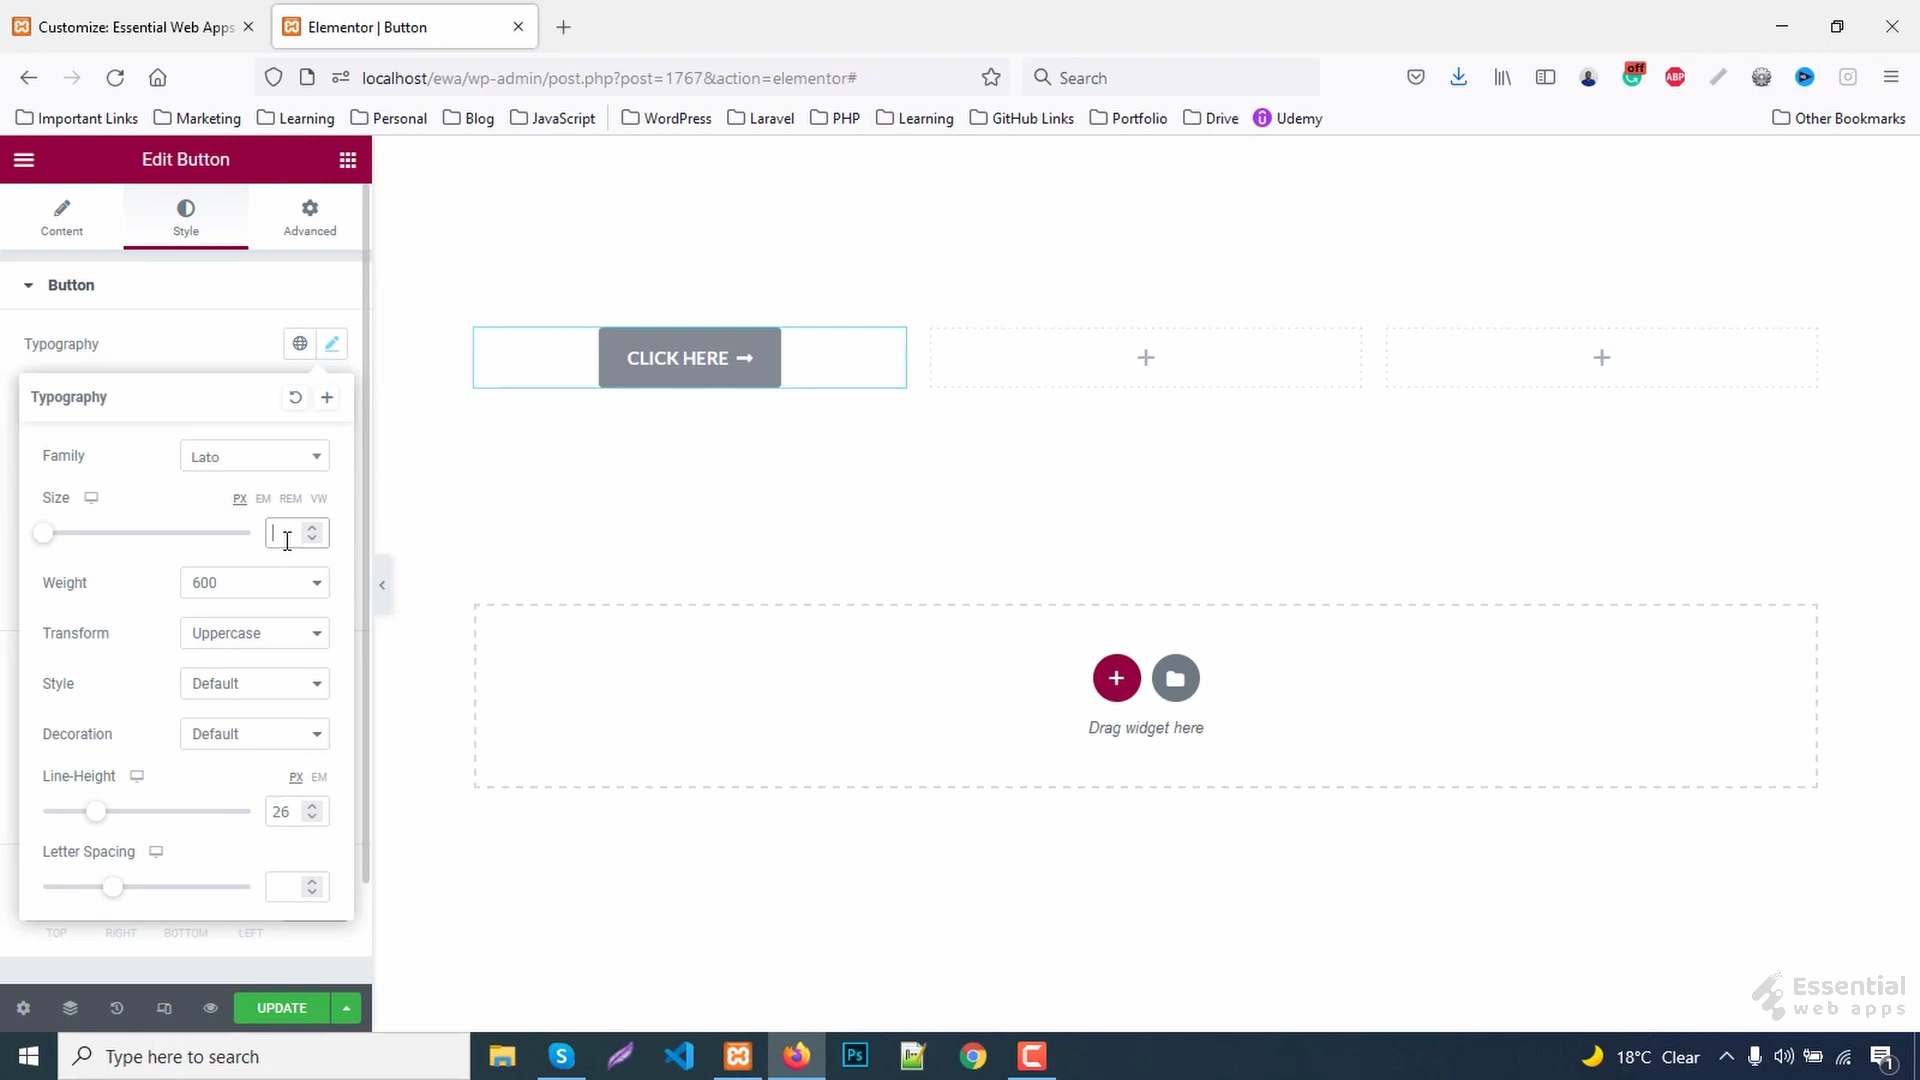 Customize: Essential Web Apps
Elementor | Button
localhost/ewa/wp-admin/post.php?post=1767&action=elementor#
Search
off
ABP
Important Links
Marketing
Learning
Personal
Blog
JavaScript
WordPress
Laravel
PHP
Learning
GitHub Links
Portfolio
Drive
Udemy
Other Bookmarks
Edit Button
Content
Style
Advanced
Button
Typography
CLICK HERE
Typography
Family
Lato
Size
PX EM REM VW
Weight
600
Transform
Uppercase
Style
Default
Decoration
Default
Line-Height
PX EM
26
Letter Spacing
TOP RIGHT BOTTOM LEFT
Drag widget here
UPDATE
Essential
web apps
Type here to search
Ps
18°C Clear
1